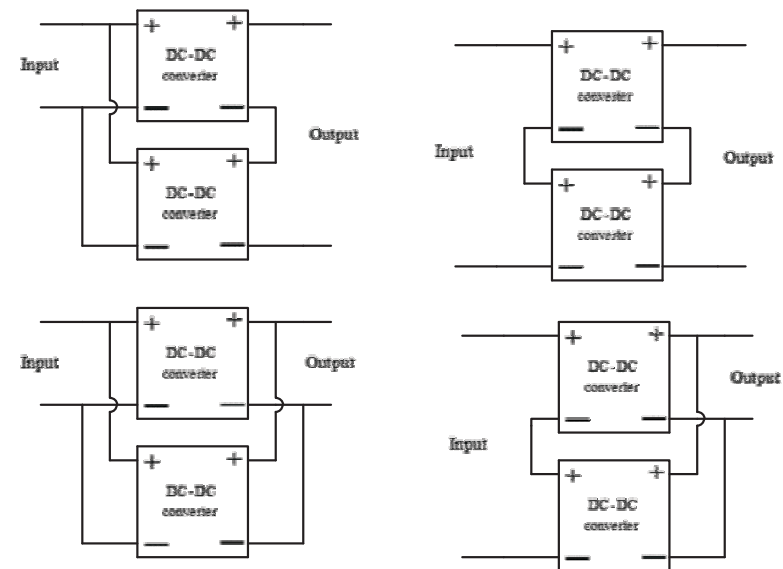 + +
DC-DC
converter
Input
— —
Output
+ +
DC-DC
converter
— —
+ +
DC-DC
converter
— —
Input
Output
+ +
DC-DC
converter
— —
+ +
DC-DC
converter
Input
Output
— —
+ +
DC-DC
converter
— —
+ +
DC-DC
converter
Output
— —
Input
+ +
DC-DC
converter
— —